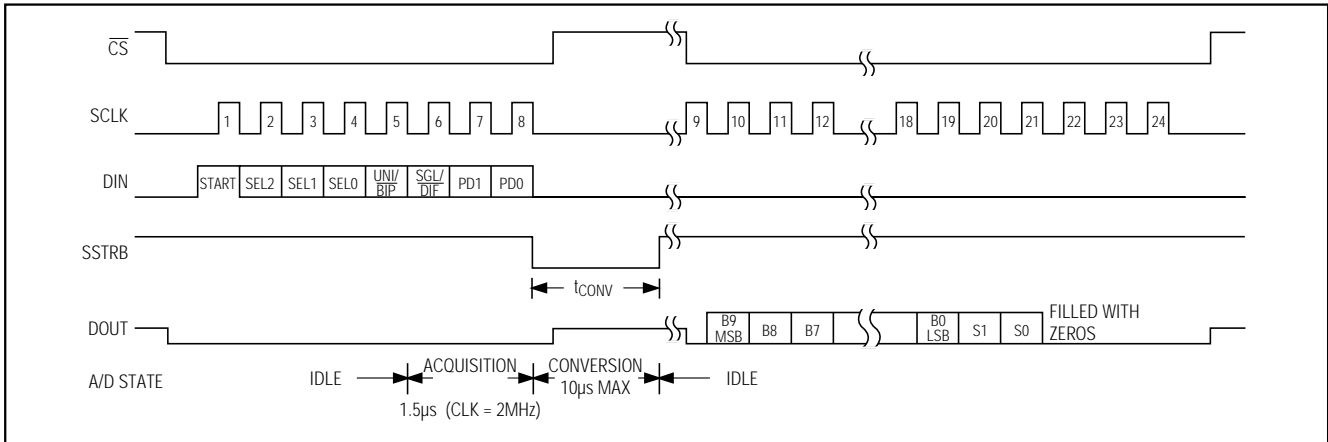 CS
SCLK 1 2 3 4 5 6 7 8 9 10 11 12 18 19 20 21 22 23 24
DIN START SEL2 SEL1 SEL0 UNI/BIP SGL/DIF PD1 PD0
SSTRB
tCONV
DOUT B9 MSB B8 B7 B0 LSB S1 S0 FILLED WITH ZEROS
A/D STATE IDLE ACQUISITION CONVERSION 10µs MAX IDLE
1.5µs (CLK = 2MHz)